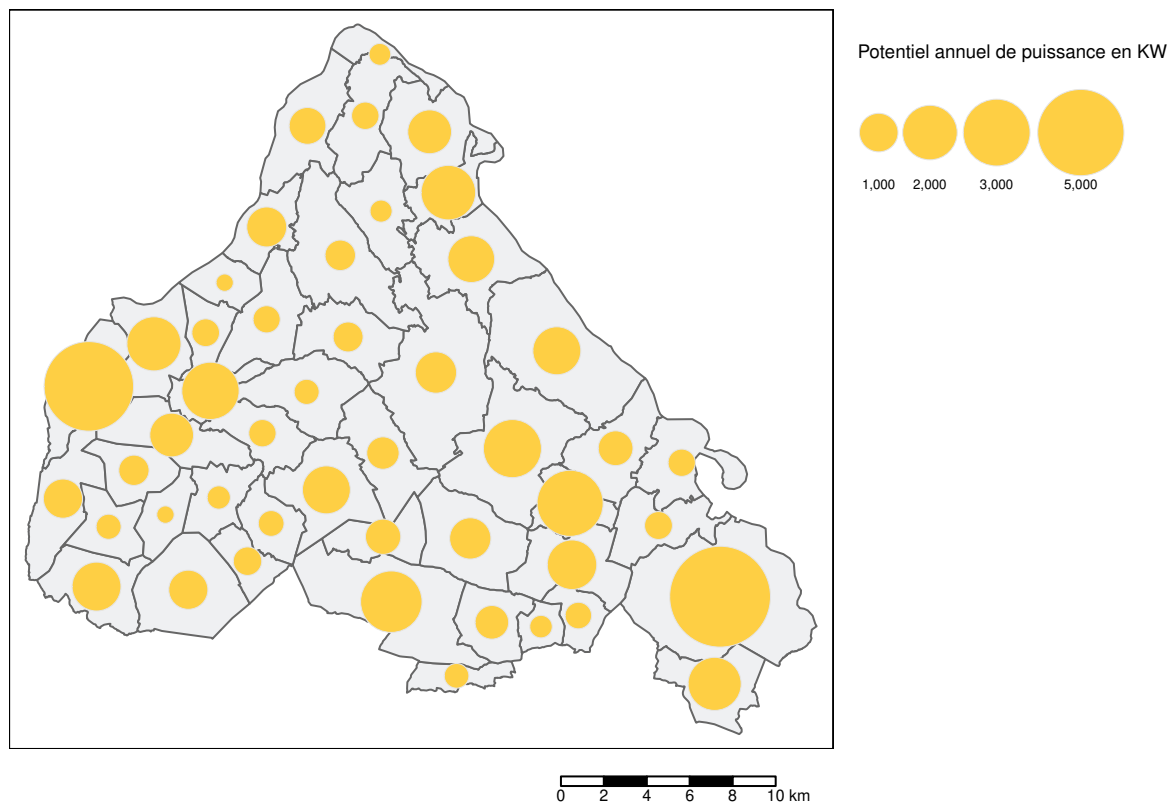 Potentiel annuel de puissance en KW
1,000 2,000 3,000 5,000
0 2 4 6 8 10 km